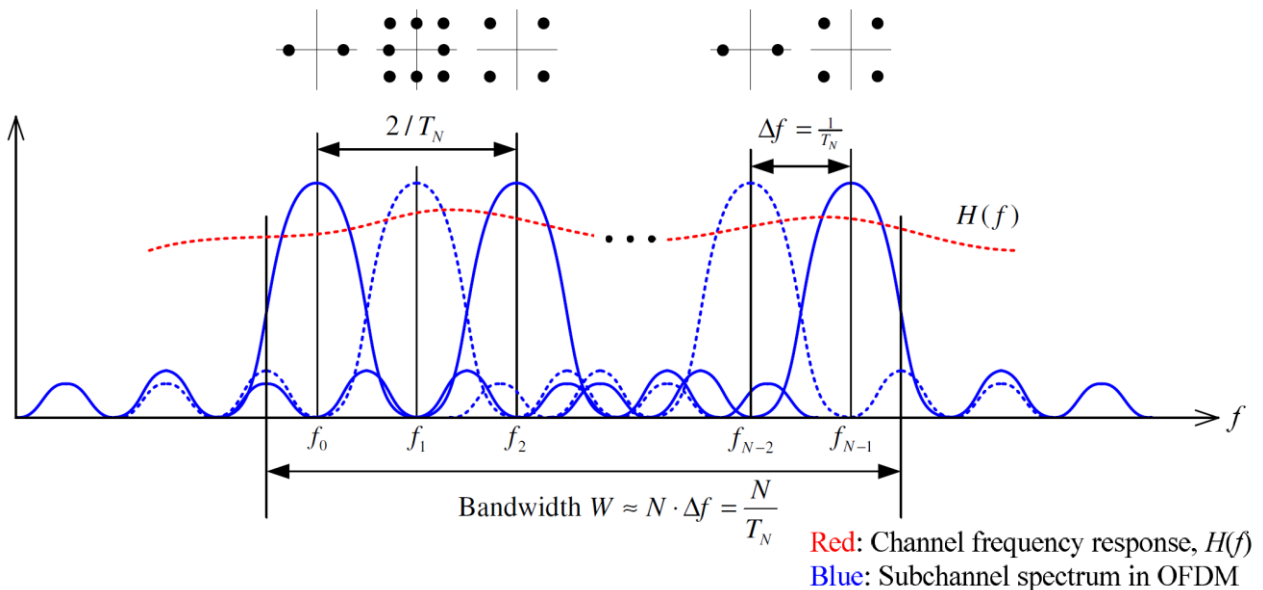 2 / T_N
Δf = 1/T_N
H(f)
f_0 f_1 f_2 f_{N−2} f_{N−1} f
Bandwidth W ≈ N · Δf = N/T_N
Red: Channel frequency response, H(f)
Blue: Subchannel spectrum in OFDM